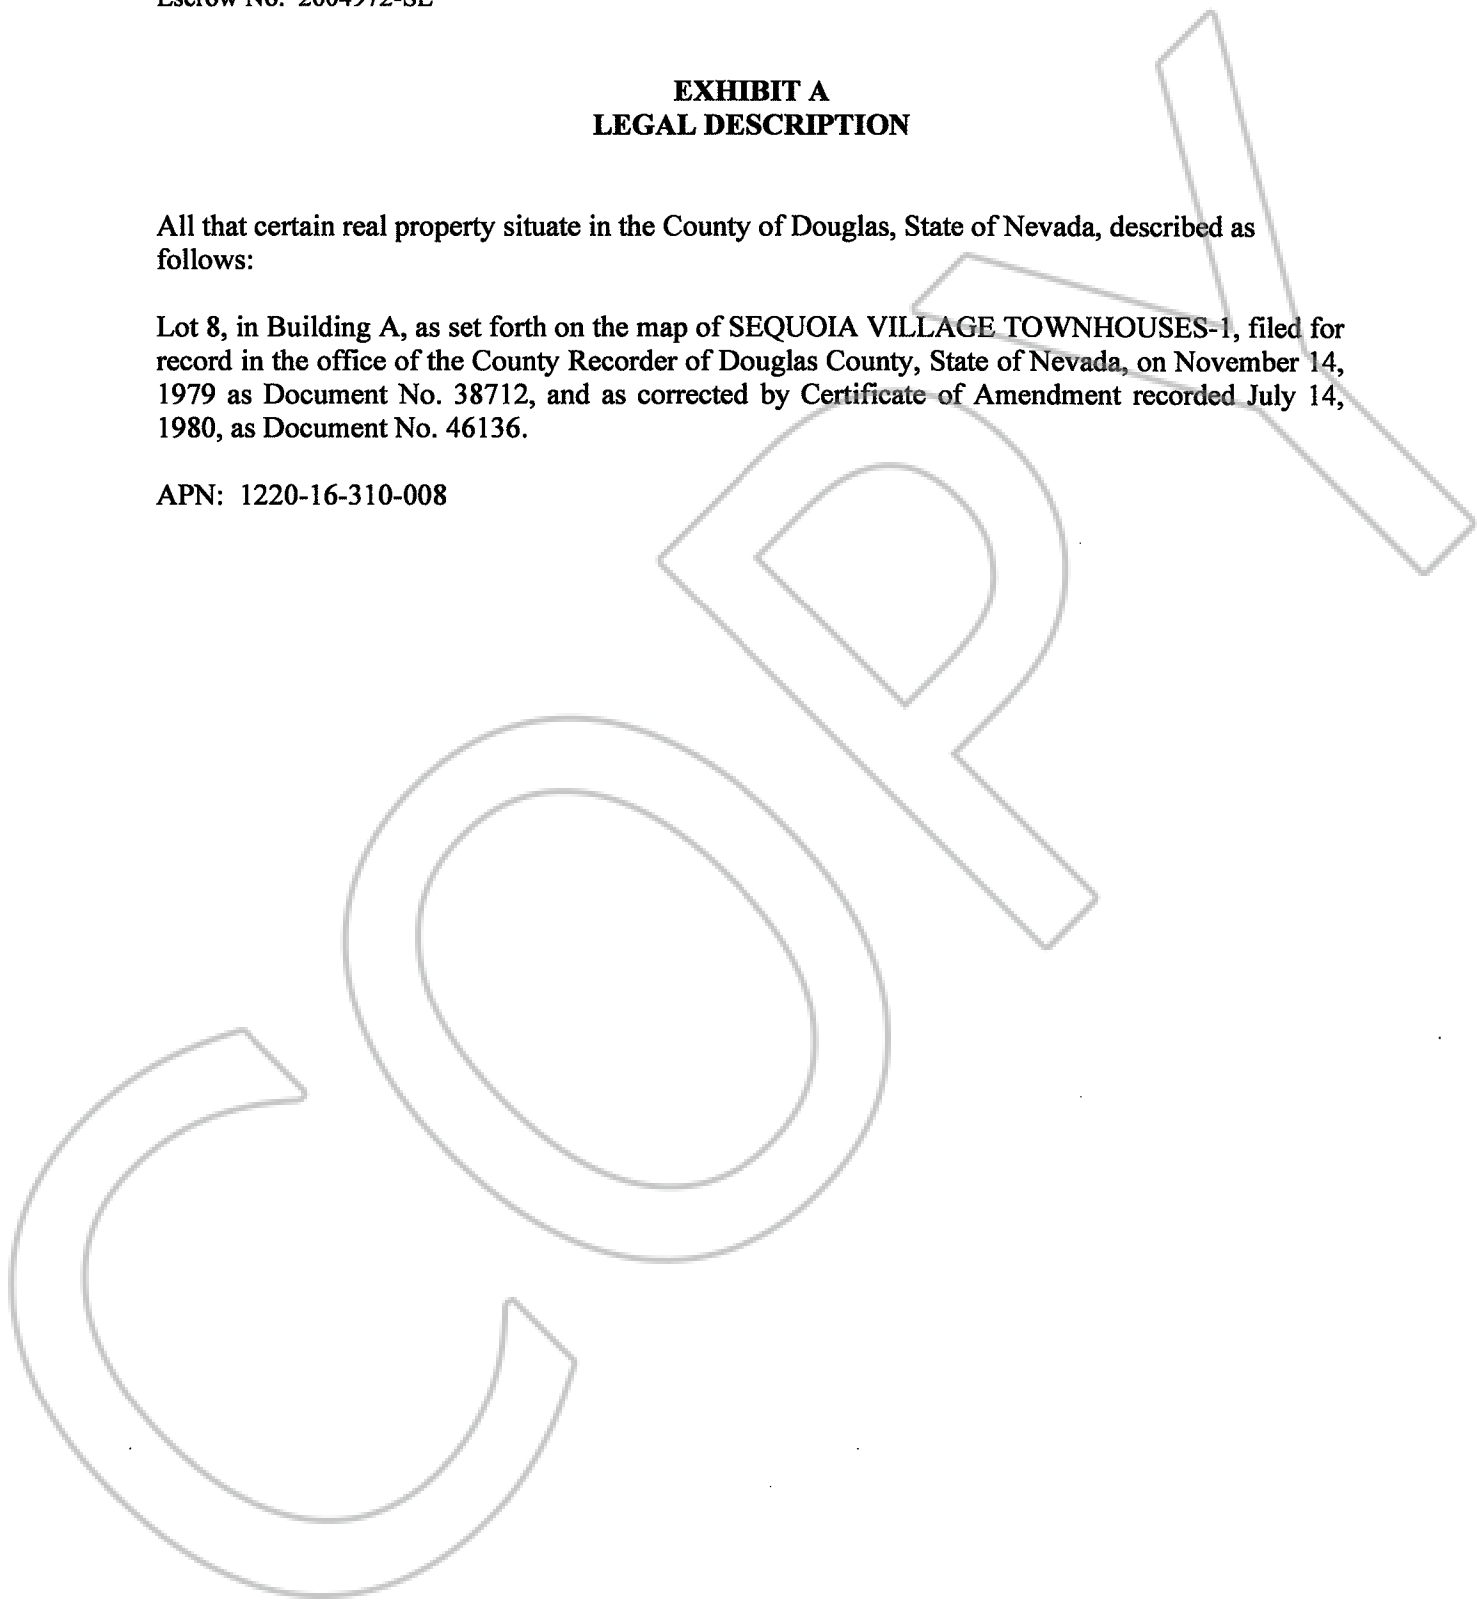 Escrow No. 2004972-SL
EXHIBIT A
LEGAL DESCRIPTION
All that certain real property situate in the County of Douglas, State of Nevada, described as
follows:
Lot 8, in Building A, as set forth on the map of SEQUOIA VILLAGE TOWNHOUSES-1, filed for
record in the office of the County Recorder of Douglas County, State of Nevada, on November 14,
1979 as Document No. 38712, and as corrected by Certificate of Amendment recorded July 14,
1980, as Document No. 46136.
APN: 1220-16-310-008
COPY